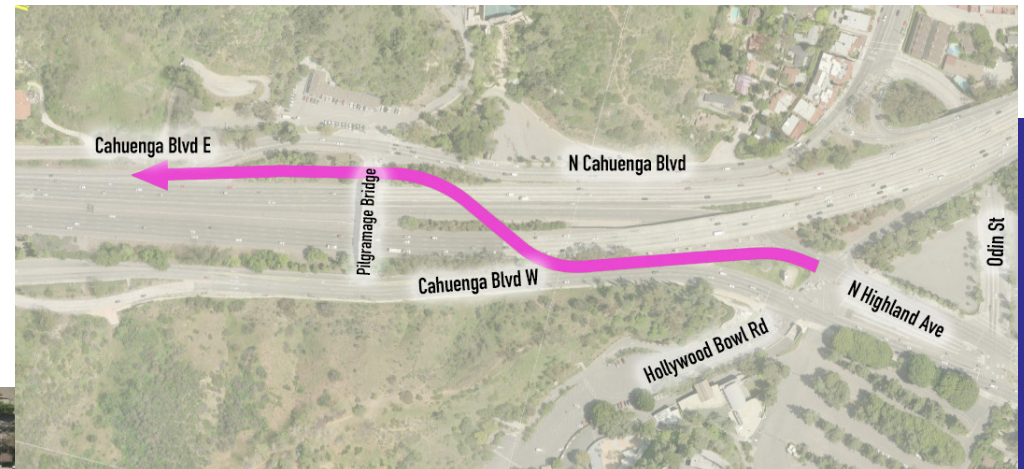 Cahuenga Blvd E
N Cahuenga Blvd
Pilgramage Bridge
Odin St
Cahuenga Blvd W
N Highland Ave
Hollywood Bowl Rd